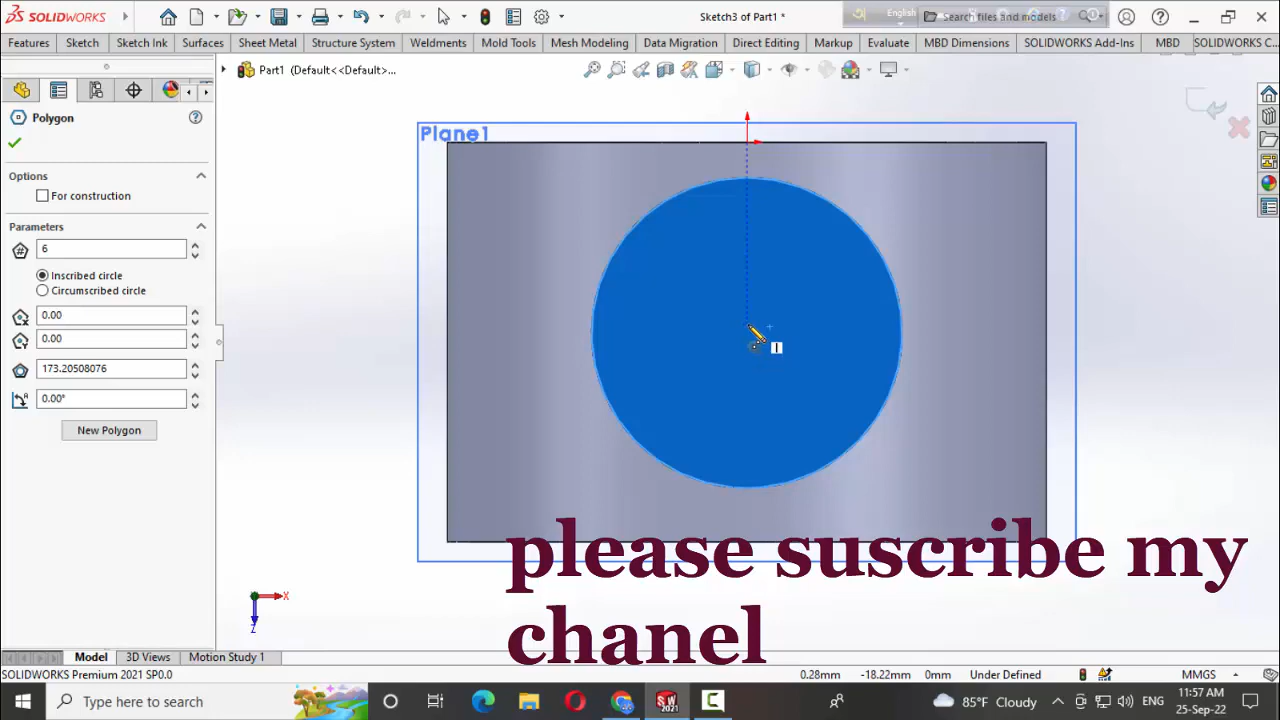 SOLIDWORKS
Sketch3 of Part1 *
English
Search files and models
Features Sketch Sketch Ink Surfaces Sheet Metal Structure System Weldments Mold Tools Mesh Modeling Data Migration Direct Editing Markup Evaluate MBD Dimensions SOLIDWORKS Add-Ins MBD SOLIDWORKS C...
Part1 (Default<<Default>...
Polygon
Options
For construction
Parameters
6
Inscribed circle
Circumscribed circle
0.00
0.00
173.20508076
0.00°
New Polygon
Plane1
X
Z
please suscribe my
chanel
Model 3D Views Motion Study 1
SOLIDWORKS Premium 2021 SP0.0
0.28mm -18.22mm 0mm Under Defined MMGS
Type here to search
SW
2021
85°F Cloudy
ENG
11:57 AM
25-Sep-22